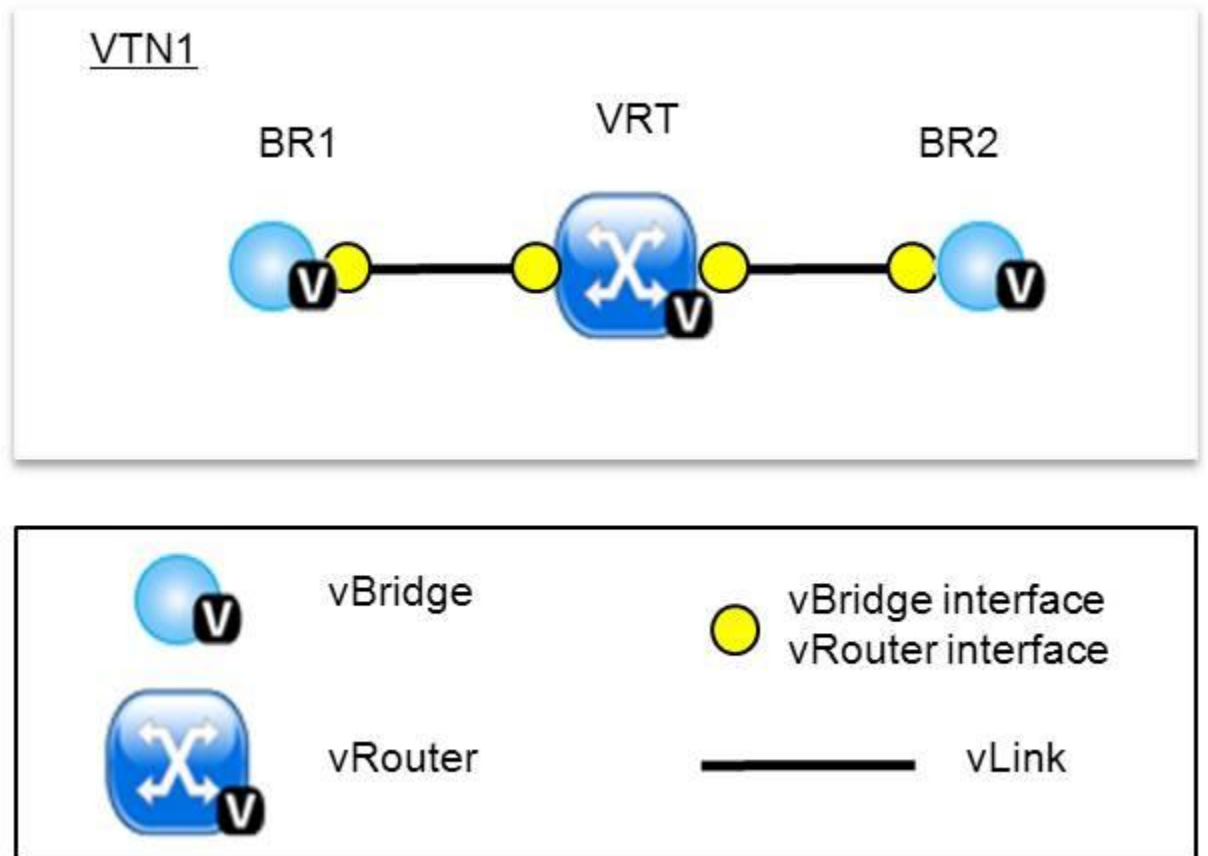 VTN1
BR1
VRT
BR2
V
V
V
vBridge
V
vBridge interface
vRouter interface
vRouter
V
vLink